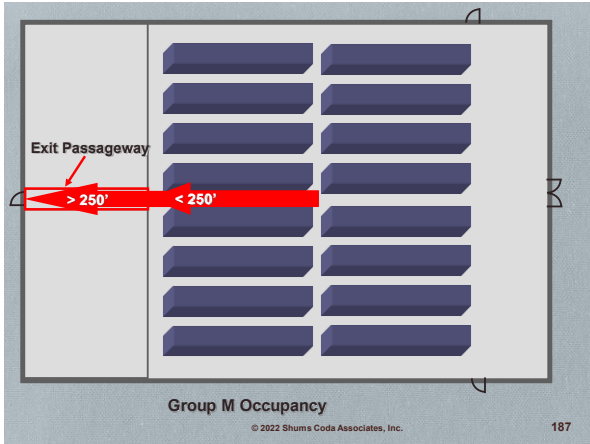 Exit Passageway
> 250’
< 250’
Group M Occupancy
© 2022 Shums Coda Associates, Inc.
187